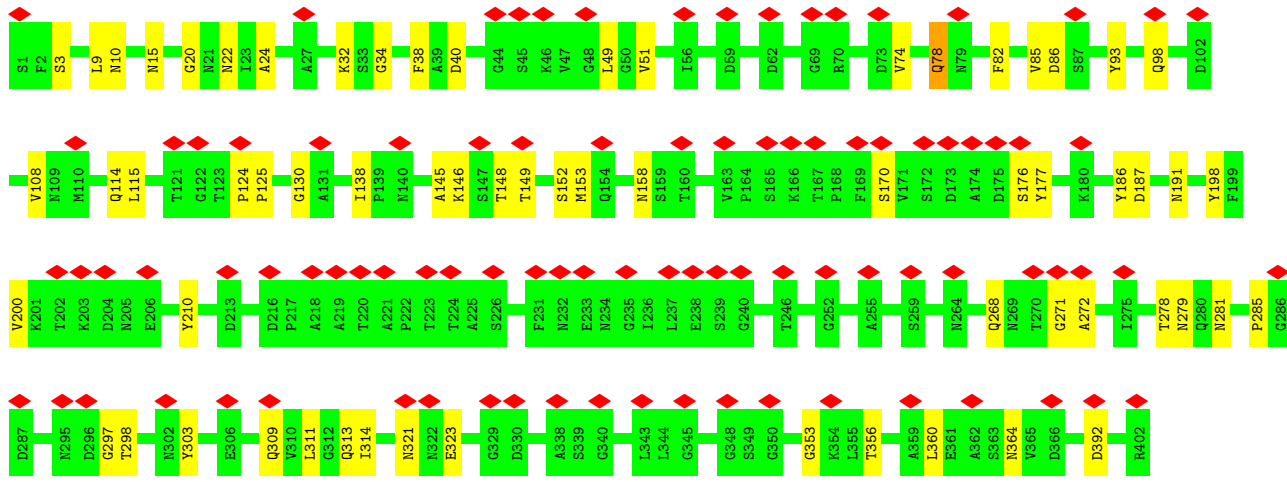 S1 F2 S3 L9 N10 N15 G20 N21 N22 I23 A24 A27 K32 S33 G34 F38 A39 D40 G44 S45 K46 V47 G48 L49 G50 V51 I56 D59 D62 G69 R70 D73 V74 Q78 N79 F82 V85 D86 S87 Y93 Q98 D102
V108 N109 M110 Q114 L115 T121 G122 T123 P124 P125 G130 A131 I138 P139 N140 A145 K146 S147 T148 T149 S152 M153 Q154 N158 S159 T160 V163 P164 S165 K166 T167 P168 F169 S170 V171 S172 D173 A174 D175 S176 Y177 K180 Y186 D187 N191 Y198 F199
V200 K201 T202 K203 D204 N205 E206 Y210 D213 D216 P217 A218 A219 T220 A221 P222 T223 T224 A225 S226 F231 N232 E233 N234 G235 I236 L237 E238 S239 G240 T246 G252 A255 S259 N264 Q268 N269 T270 G271 A272 I275 T278 N279 Q280 N281 P285 G286
D287 N295 D296 G297 T298 N302 Y303 E306 Q309 V310 L311 G312 Q313 I314 N321 N322 E323 G329 D330 A338 S339 G340 L343 L344 G345 G348 S349 G350 G353 K354 L355 T356 A359 L360 E361 A362 S363 N364 V365 D366 D392 R402